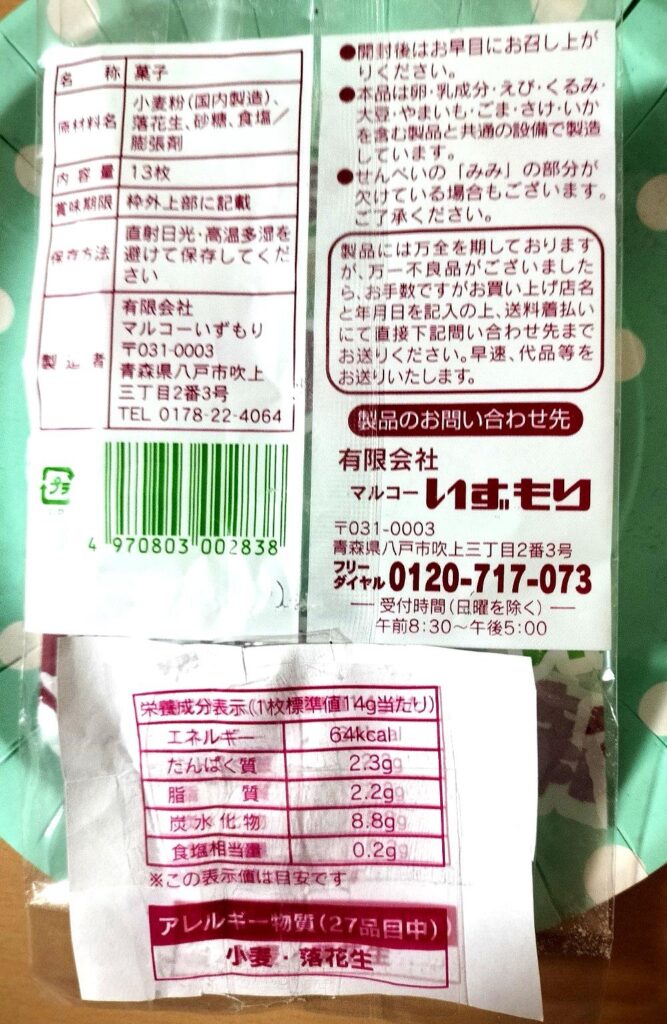 名称 菓子
原材料名 小麦粉(国内製造)、
落花生、砂糖、食塩／
膨張剤
内容量 13枚
賞味期限 枠外上部に記載
保存方法 直射日光・高温多湿を
避けて保存してくだ
さい
製造者 有限会社
マルコーいずもり
〒031-0003
青森県八戸市吹上
三丁目2番3号
TEL 0178-22-4064
プラ
4 970803 002838
●開封後はお早目にお召し上が
りください。
●本品は卵・乳成分・えび・くるみ・
大豆・やまいも・ごま・さけ・いか
を含む製品と共通の設備で製造
しています。
●せんべいの「みみ」の部分が
欠けている場合もございます。
ご了承ください。
製品には万全を期しております
が、万一不良品がございました
ら、お手数ですがお買い上げ店名
と年月日を記入の上、送料着払い
にて直接下記問い合わせ先まで
お送りください。早速、代品等を
お送りいたします。
製品のお問い合わせ先
有限会社
マルコーいずもり
〒031-0003
青森県八戸市吹上三丁目2番3号
フリーダイヤル 0120-717-073
受付時間(日曜を除く)
午前8:30～午後5:00
栄養成分表示(1枚標準値14g当たり)
エネルギー 64kcal
たんぱく質 2.3g
脂質 2.2g
炭水化物 8.8g
食塩相当量 0.2g
※この表示値は目安です
アレルギー物質(27品目中)
小麦・落花生